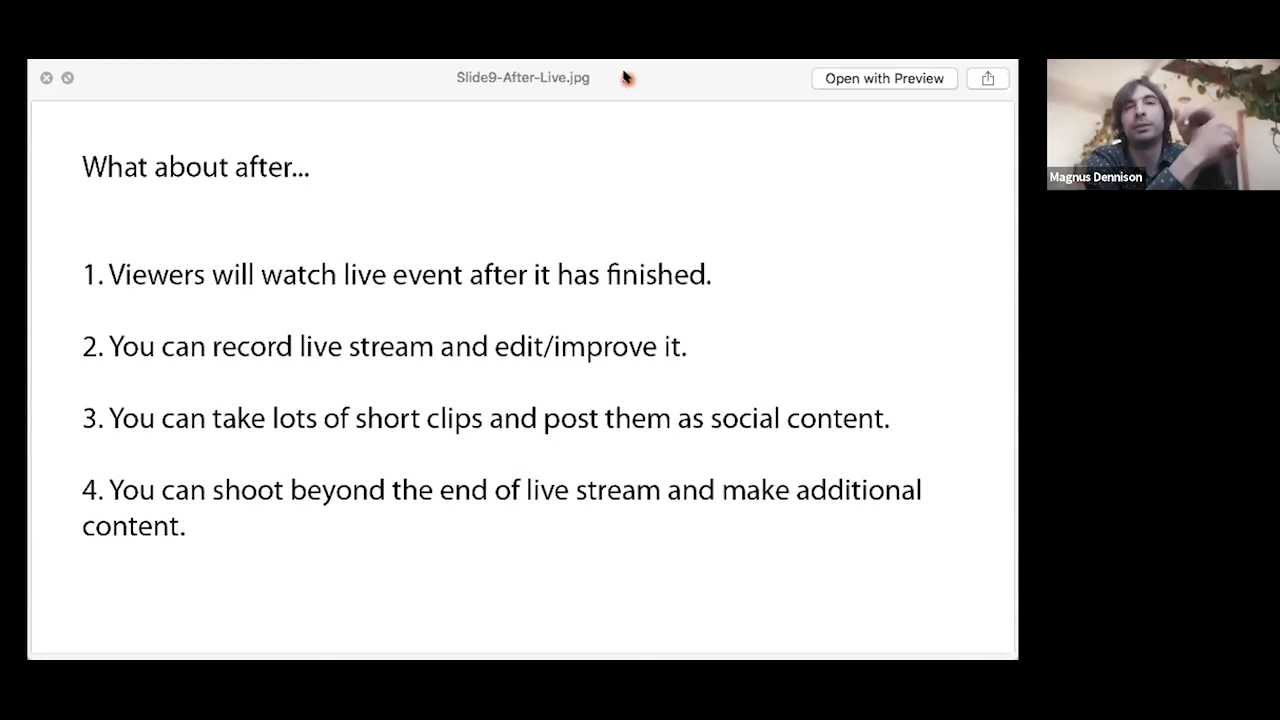 Slide9-After-Live.jpg
Open with Preview
What about after...
1. Viewers will watch live event after it has finished.
2. You can record live stream and edit/improve it.
3. You can take lots of short clips and post them as social content.
4. You can shoot beyond the end of live stream and make additional
content.
Magnus Dennison